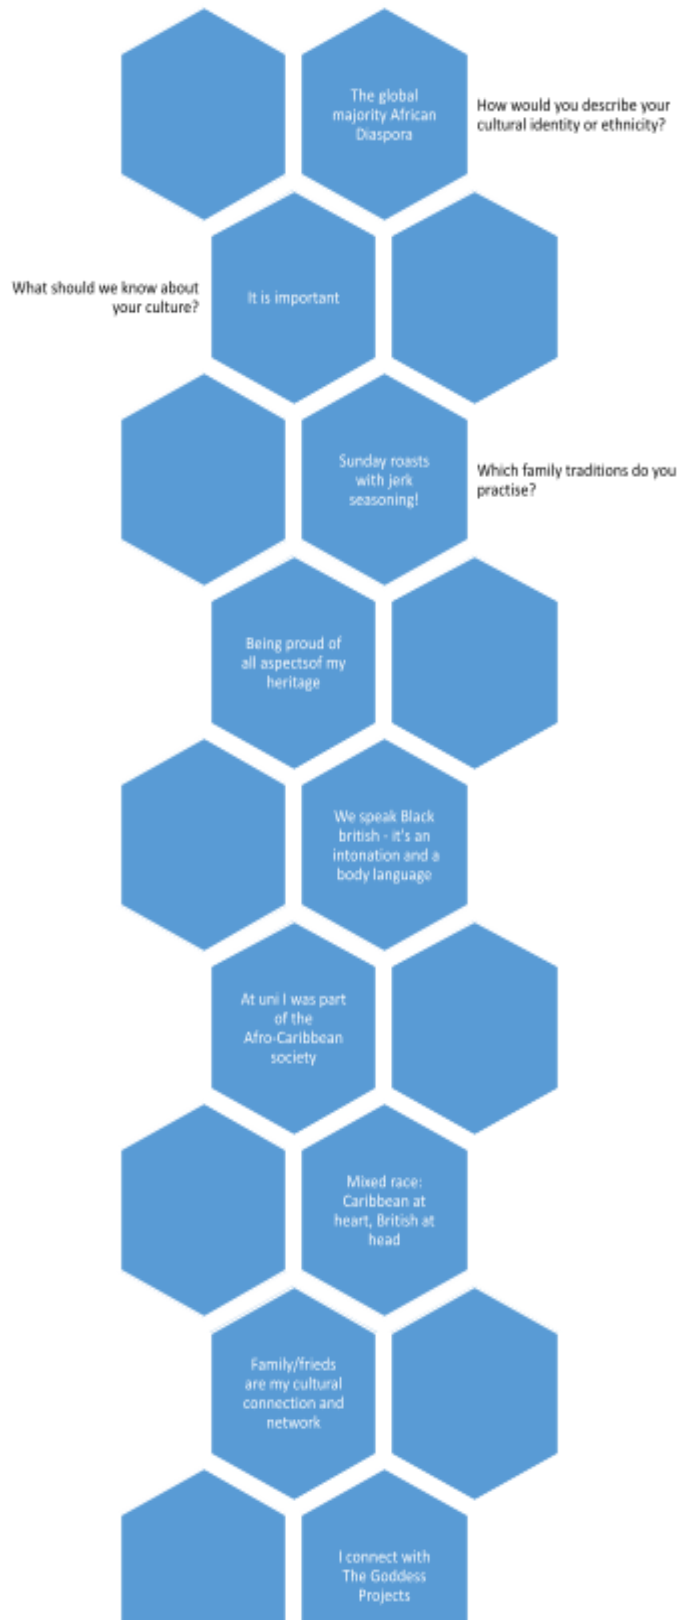 The global
majority African
Diaspora
How would you describe your
cultural identity or ethnicity?
What should we know about
your culture?
It is important
Sunday roasts
with jerk
seasoning!
Which family traditions do you
practise?
Being proud of
all aspectsof my
heritage
We speak Black
british - it's an
intonation and a
body language
At uni I was part
of the
Afro-Caribbean
society
Mixed race:
Caribbean at
heart, British at
head
Family/frieds
are my cultural
connection and
network
I connect with
The Goddess
Projects